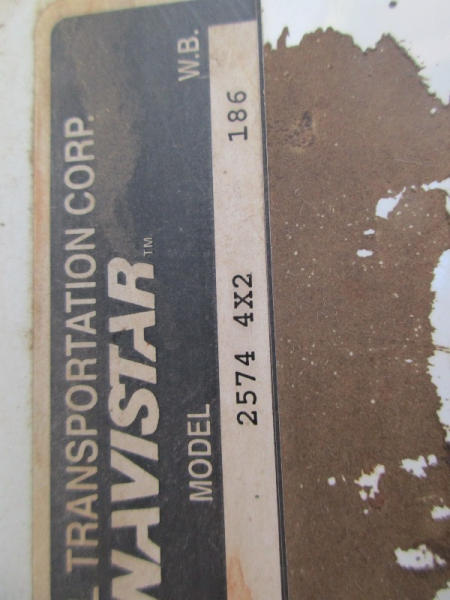 L TRANSPORTATION CORP.
NAVISTAR™
MODEL W.B.
2574 4X2 186